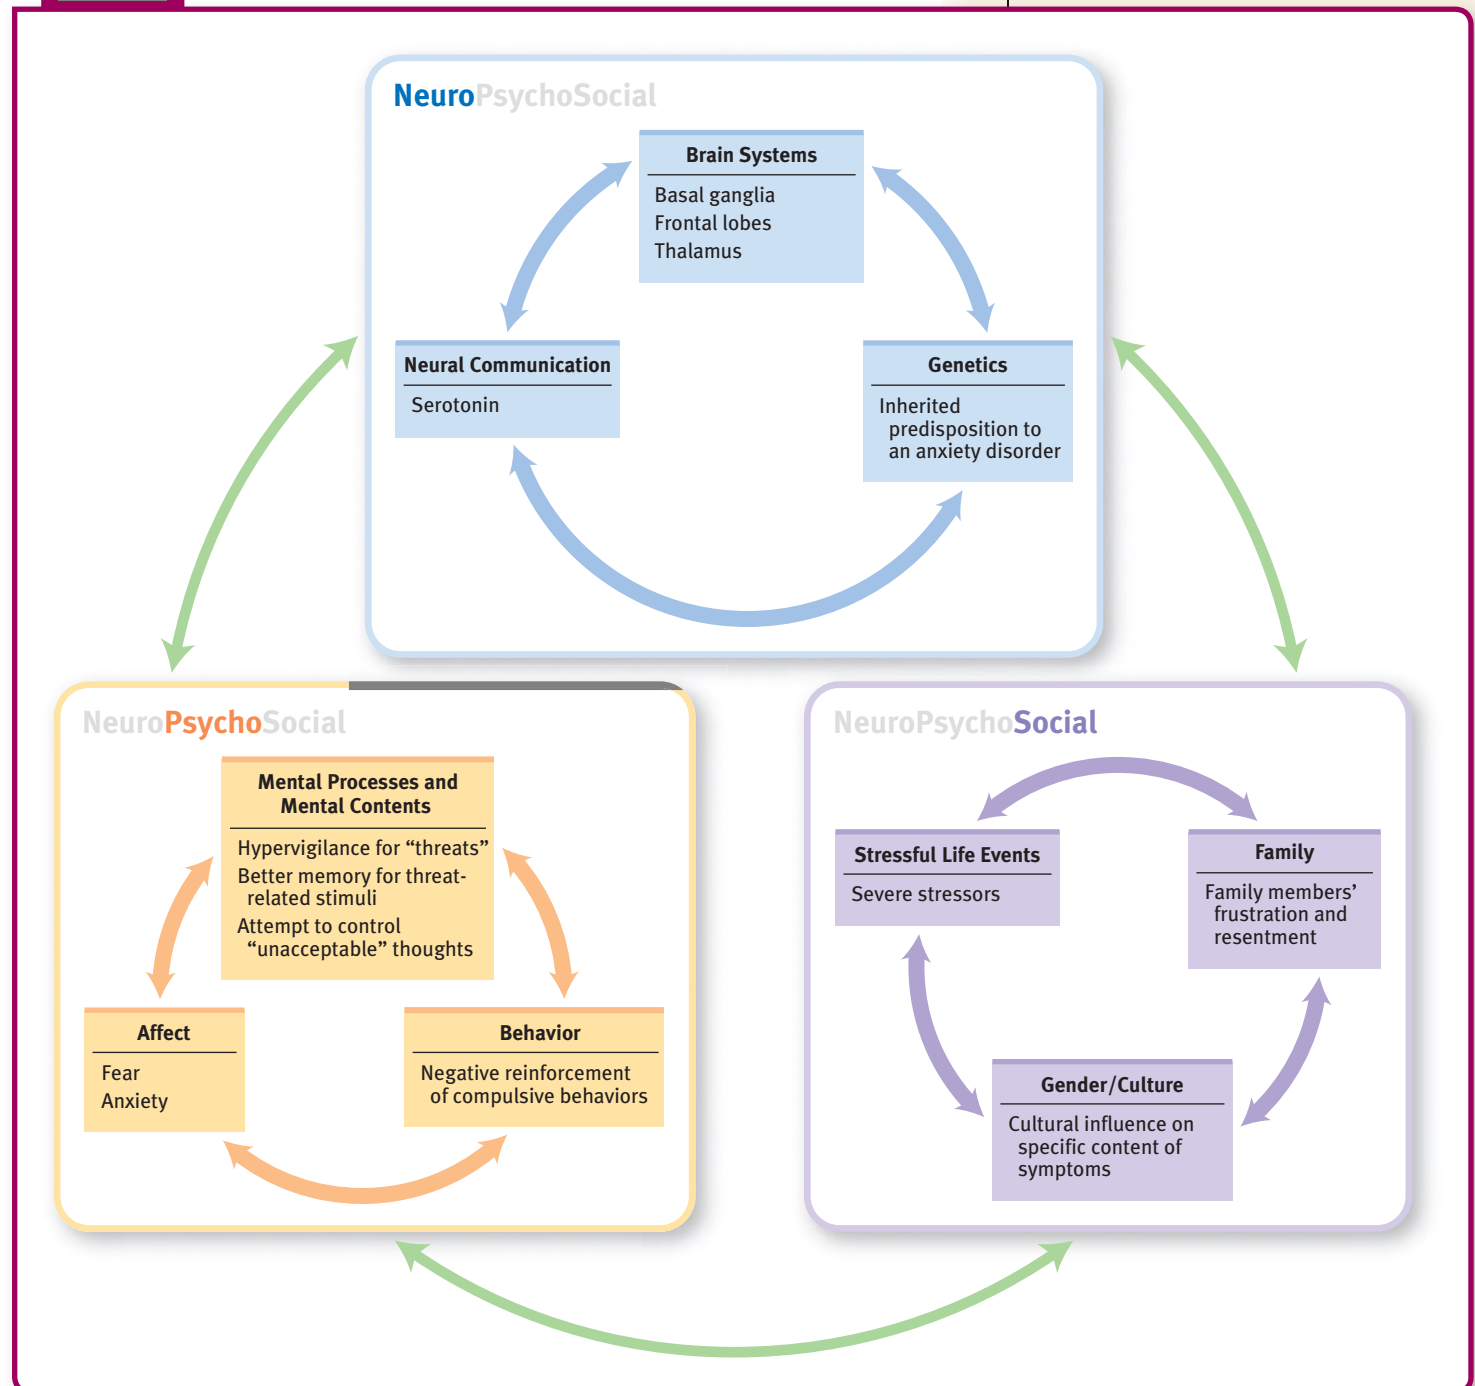 NeuroPsychoSocial
Brain Systems
Basal ganglia
Frontal lobes
Thalamus
Neural Communication
Serotonin
Genetics
Inherited
predisposition to
an anxiety disorder
NeuroPsychoSocial
Mental Processes and
Mental Contents
Hypervigilance for “threats”
Better memory for threat-
related stimuli
Attempt to control
“unacceptable” thoughts
Affect
Fear
Anxiety
Behavior
Negative reinforcement
of compulsive behaviors
NeuroPsychoSocial
Stressful Life Events
Severe stressors
Family
Family members’
frustration and
resentment
Gender/Culture
Cultural influence on
specific content of
symptoms